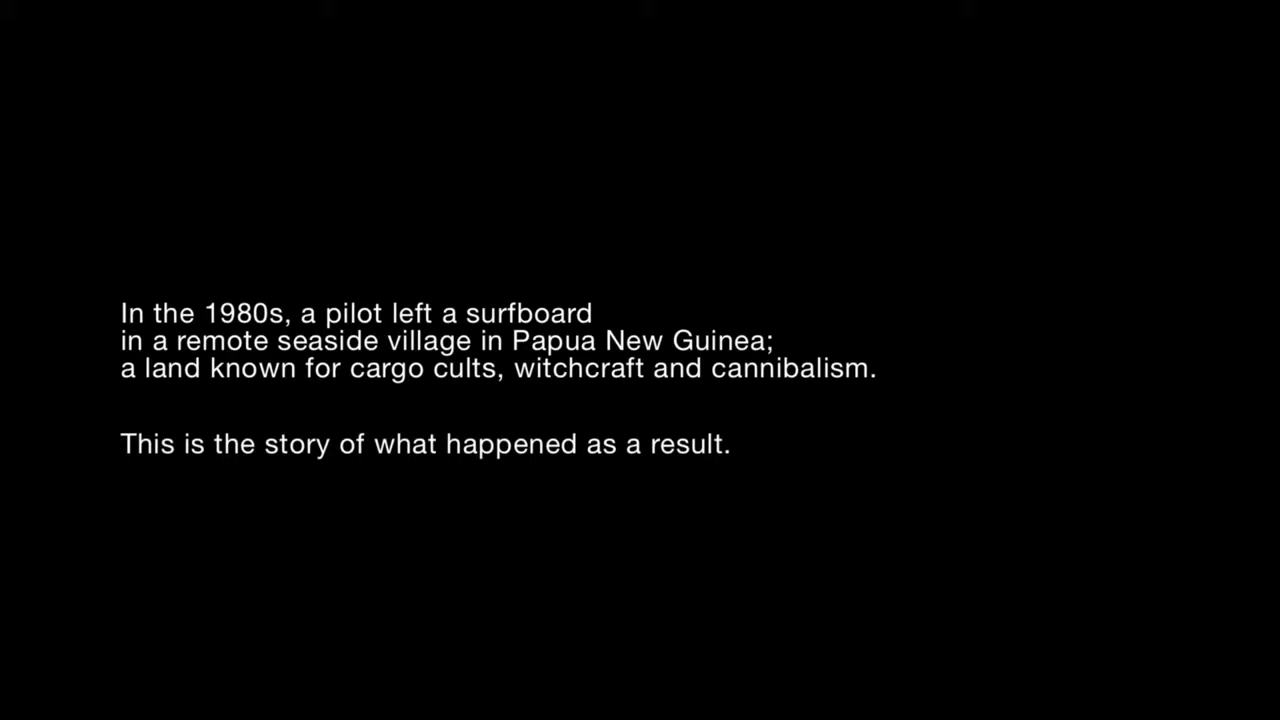 In the 1980s, a pilot left a surfboard
in a remote seaside village in Papua New Guinea;
a land known for cargo cults, witchcraft and cannibalism.
This is the story of what happened as a result.